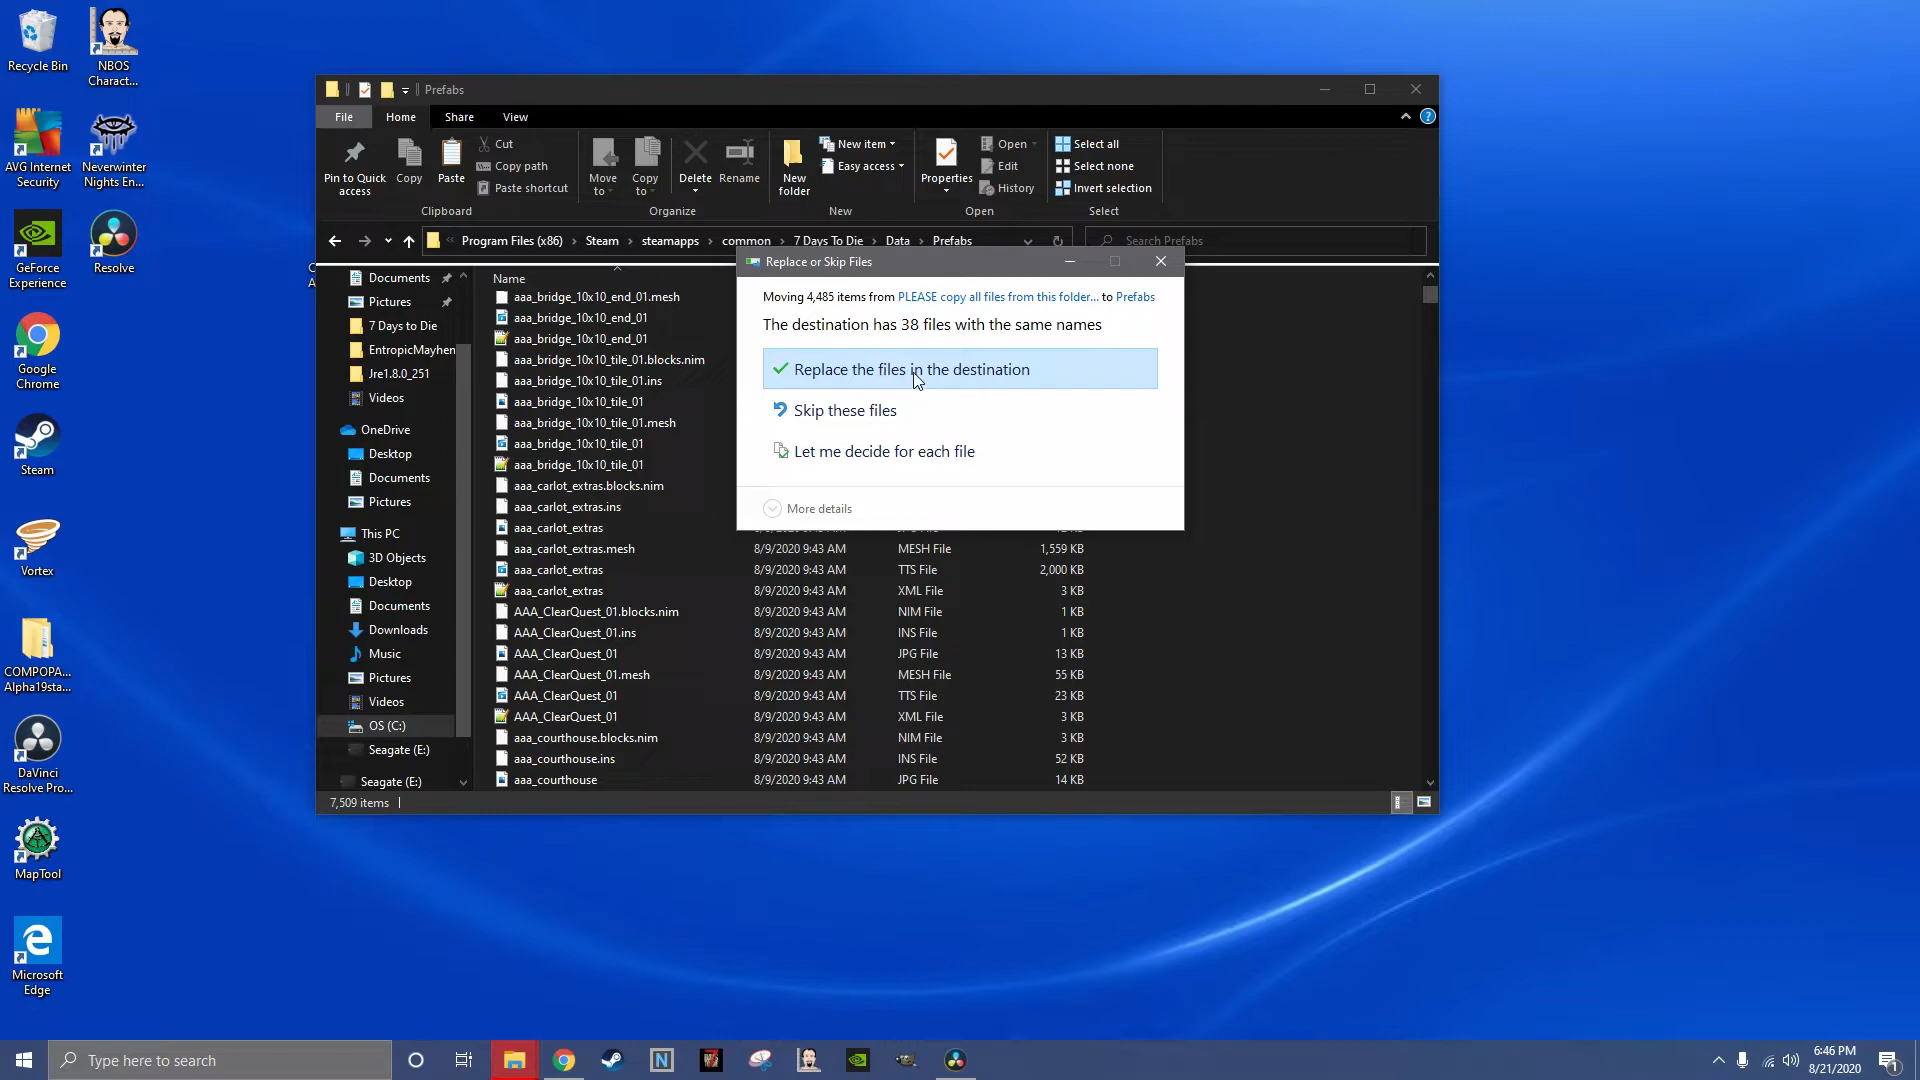 Recycle Bin
NBOS
Charact...
AVG Internet
Security
Neverwinter
Nights En...
GeForce
Experience
Resolve
Google
Chrome
Steam
Vortex
COMPOPA...
Alpha19sta...
DaVinci
Resolve Pro...
MapTool
Microsoft
Edge
C
A
Prefabs
File
Home
Share
View
Pin to Quick
access
Copy
Paste
Cut
Copy path
Paste shortcut
Clipboard
Move
to
Copy
to
Delete
Rename
Organize
New
folder
New item
Easy access
New
Properties
Open
Edit
History
Open
Select all
Select none
Invert selection
Select
« Program Files (x86) > Steam > steamapps > common > 7 Days To Die > Data > Prefabs
Search Prefabs
Documents
Pictures
7 Days to Die
EntropicMayhen
Jre1.8.0_251
Videos
OneDrive
Desktop
Documents
Pictures
This PC
3D Objects
Desktop
Documents
Downloads
Music
Pictures
Videos
OS (C:)
Seagate (E:)
Seagate (E:)
Name
aaa_bridge_10x10_end_01.mesh
aaa_bridge_10x10_end_01
aaa_bridge_10x10_end_01
aaa_bridge_10x10_tile_01.blocks.nim
aaa_bridge_10x10_tile_01.ins
aaa_bridge_10x10_tile_01
aaa_bridge_10x10_tile_01.mesh
aaa_bridge_10x10_tile_01
aaa_bridge_10x10_tile_01
aaa_carlot_extras.blocks.nim
aaa_carlot_extras.ins
aaa_carlot_extras
aaa_carlot_extras.mesh 8/9/2020 9:43 AM MESH File 1,559 KB
aaa_carlot_extras 8/9/2020 9:43 AM TTS File 2,000 KB
aaa_carlot_extras 8/9/2020 9:43 AM XML File 3 KB
AAA_ClearQuest_01.blocks.nim 8/9/2020 9:43 AM NIM File 1 KB
AAA_ClearQuest_01.ins 8/9/2020 9:43 AM INS File 1 KB
AAA_ClearQuest_01 8/9/2020 9:43 AM JPG File 13 KB
AAA_ClearQuest_01.mesh 8/9/2020 9:43 AM MESH File 55 KB
AAA_ClearQuest_01 8/9/2020 9:43 AM TTS File 23 KB
AAA_ClearQuest_01 8/9/2020 9:43 AM XML File 3 KB
aaa_courthouse.blocks.nim 8/9/2020 9:43 AM NIM File 3 KB
aaa_courthouse.ins 8/9/2020 9:43 AM INS File 52 KB
aaa_courthouse 8/9/2020 9:43 AM JPG File 14 KB
7,509 items
Replace or Skip Files
Moving 4,485 items from PLEASE copy all files from this folder... to Prefabs
The destination has 38 files with the same names
Replace the files in the destination
Skip these files
Let me decide for each file
More details
Type here to search
N
6:46 PM
8/21/2020
1